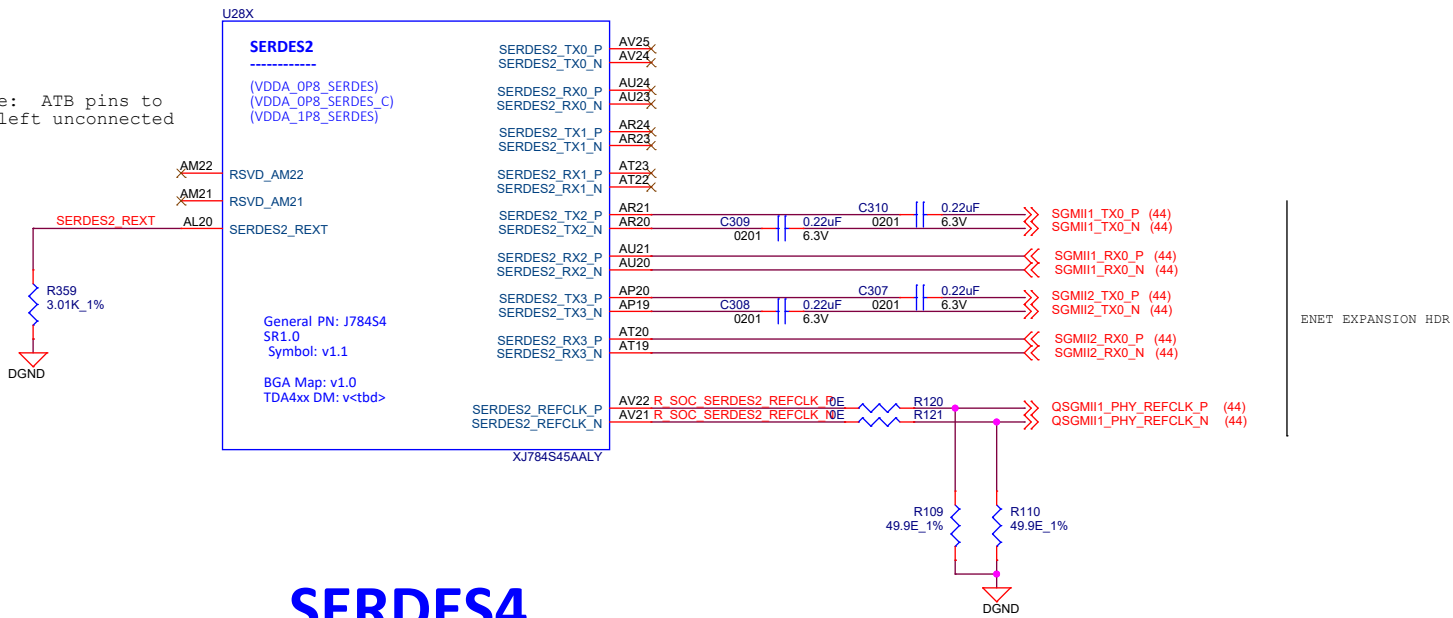 U28X
SERDES2
------------
(VDDA_0P8_SERDES)
(VDDA_0P8_SERDES_C)
(VDDA_1P8_SERDES)
e: ATB pins to
left unconnected
AM22 RSVD_AM22
AM21 RSVD_AM21
SERDES2_REXT AL20 SERDES2_REXT
R359
3.01K_1%
DGND
General PN: J784S4
SR1.0
Symbol: v1.1
BGA Map: v1.0
TDA4xx DM: v<tbd>
SERDES2_TX0_P AV25
SERDES2_TX0_N AV24
SERDES2_RX0_P AU24
SERDES2_RX0_N AU23
SERDES2_TX1_P AR24
SERDES2_TX1_N AR23
SERDES2_RX1_P AT23
SERDES2_RX1_N AT22
SERDES2_TX2_P AR21 C310 0.22uF SGMII1_TX0_P (44)
0201 6.3V
SERDES2_TX2_N AR20 C309 0.22uF SGMII1_TX0_N (44)
0201 6.3V
SERDES2_RX2_P AU21 SGMII1_RX0_P (44)
SERDES2_RX2_N AU20 SGMII1_RX0_N (44)
SERDES2_TX3_P AP20 C307 0.22uF SGMII2_TX0_P (44)
0201 6.3V
SERDES2_TX3_N AP19 C308 0.22uF SGMII2_TX0_N (44)
0201 6.3V
SERDES2_RX3_P AT20 SGMII2_RX0_P (44)
SERDES2_RX3_N AT19 SGMII2_RX0_N (44)
ENET EXPANSION HDR
SERDES2_REFCLK_P AV22 R_SOC_SERDES2_REFCLK_P 0E R120 QSGMII1_PHY_REFCLK_P (44)
SERDES2_REFCLK_N AV21 R_SOC_SERDES2_REFCLK_N 0E R121 QSGMII1_PHY_REFCLK_N (44)
XJ784S45AALY
R109
49.9E_1%
R110
49.9E_1%
DGND
SERDES4